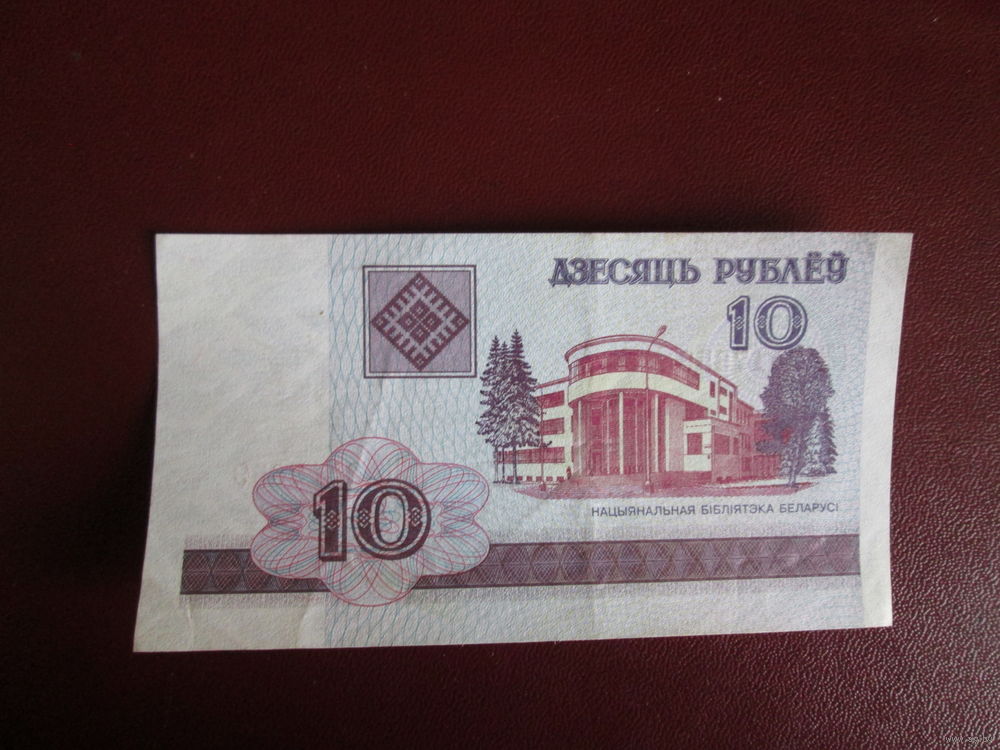 ДЗЕСЯЦЬ РУБЛЁЎ
10
НАЦЫЯНАЛЬНАЯ БІБЛІЯТЭКА БЕЛАРУСІ
10